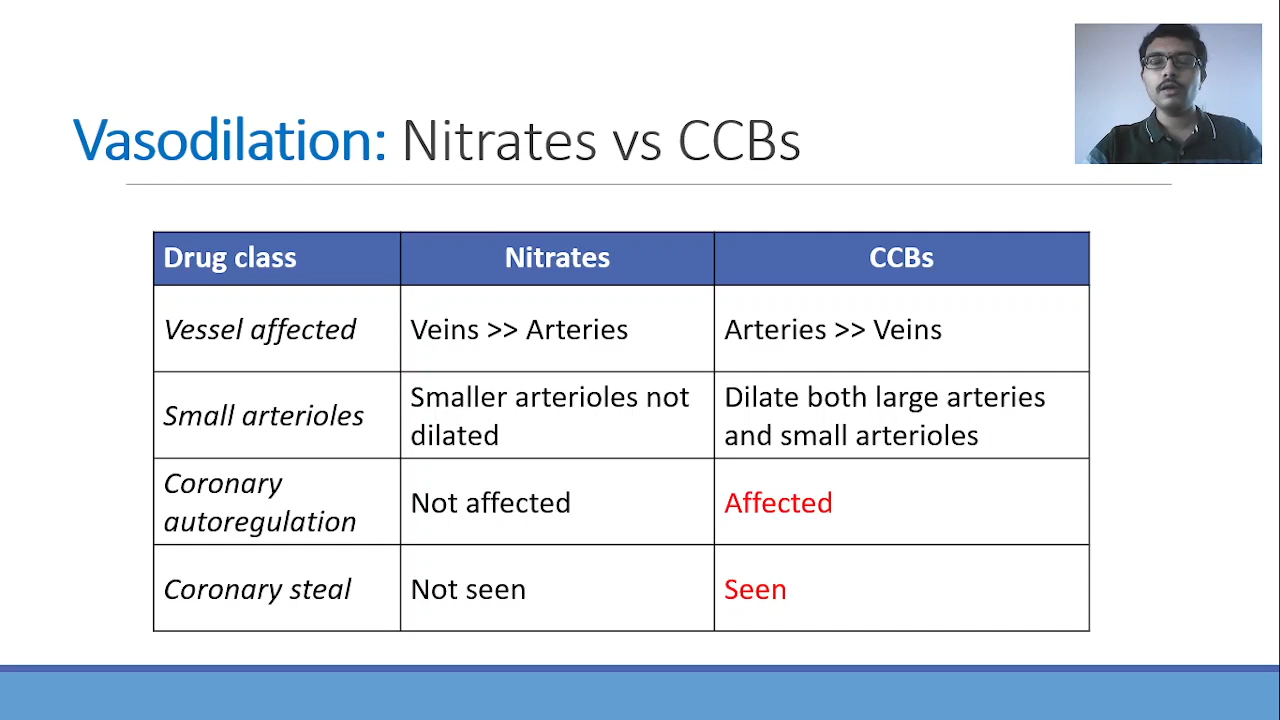 Vasodilation: Nitrates vs CCBs
Drug class Nitrates CCBs
Vessel affected Veins >> Arteries Arteries >> Veins
Small arterioles Smaller arterioles not dilated Dilate both large arteries and small arterioles
Coronary autoregulation Not affected Affected
Coronary steal Not seen Seen